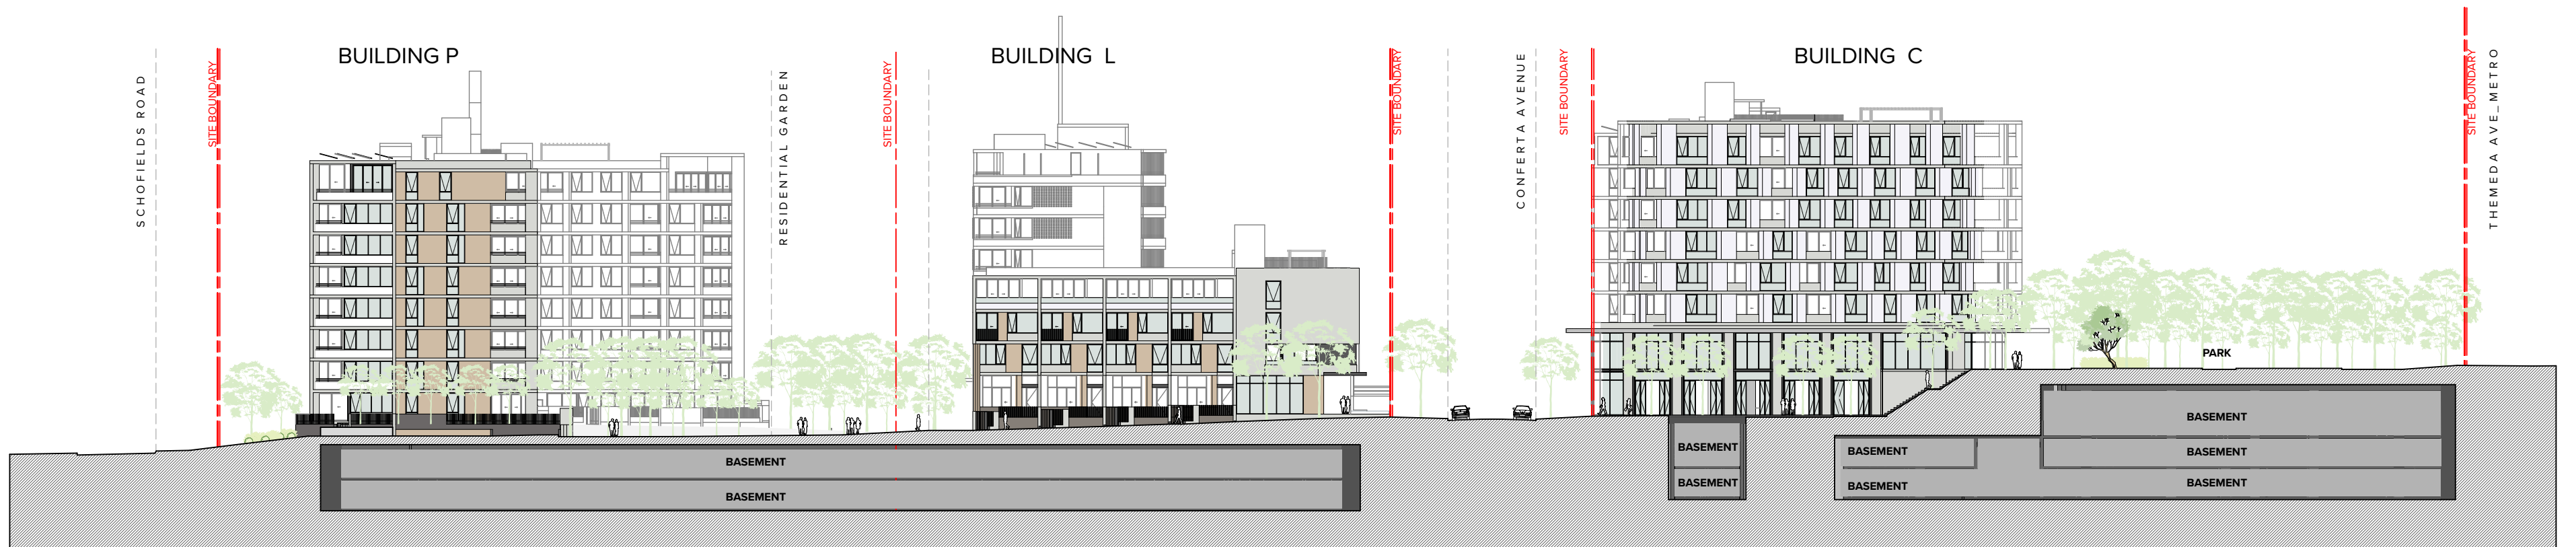 BUILDING P
BUILDING L
BUILDING C
SCHOFIELDS ROAD
SITE BOUNDARY
RESIDENTIAL GARDEN
SITE BOUNDARY
SITE BOUNDARY
CONFERTA AVENUE
SITE BOUNDARY
SITE BOUNDARY
THEMEDA AVE_METRO
PARK
BASEMENT
BASEMENT
BASEMENT
BASEMENT
BASEMENT
BASEMENT
BASEMENT
BASEMENT
BASEMENT